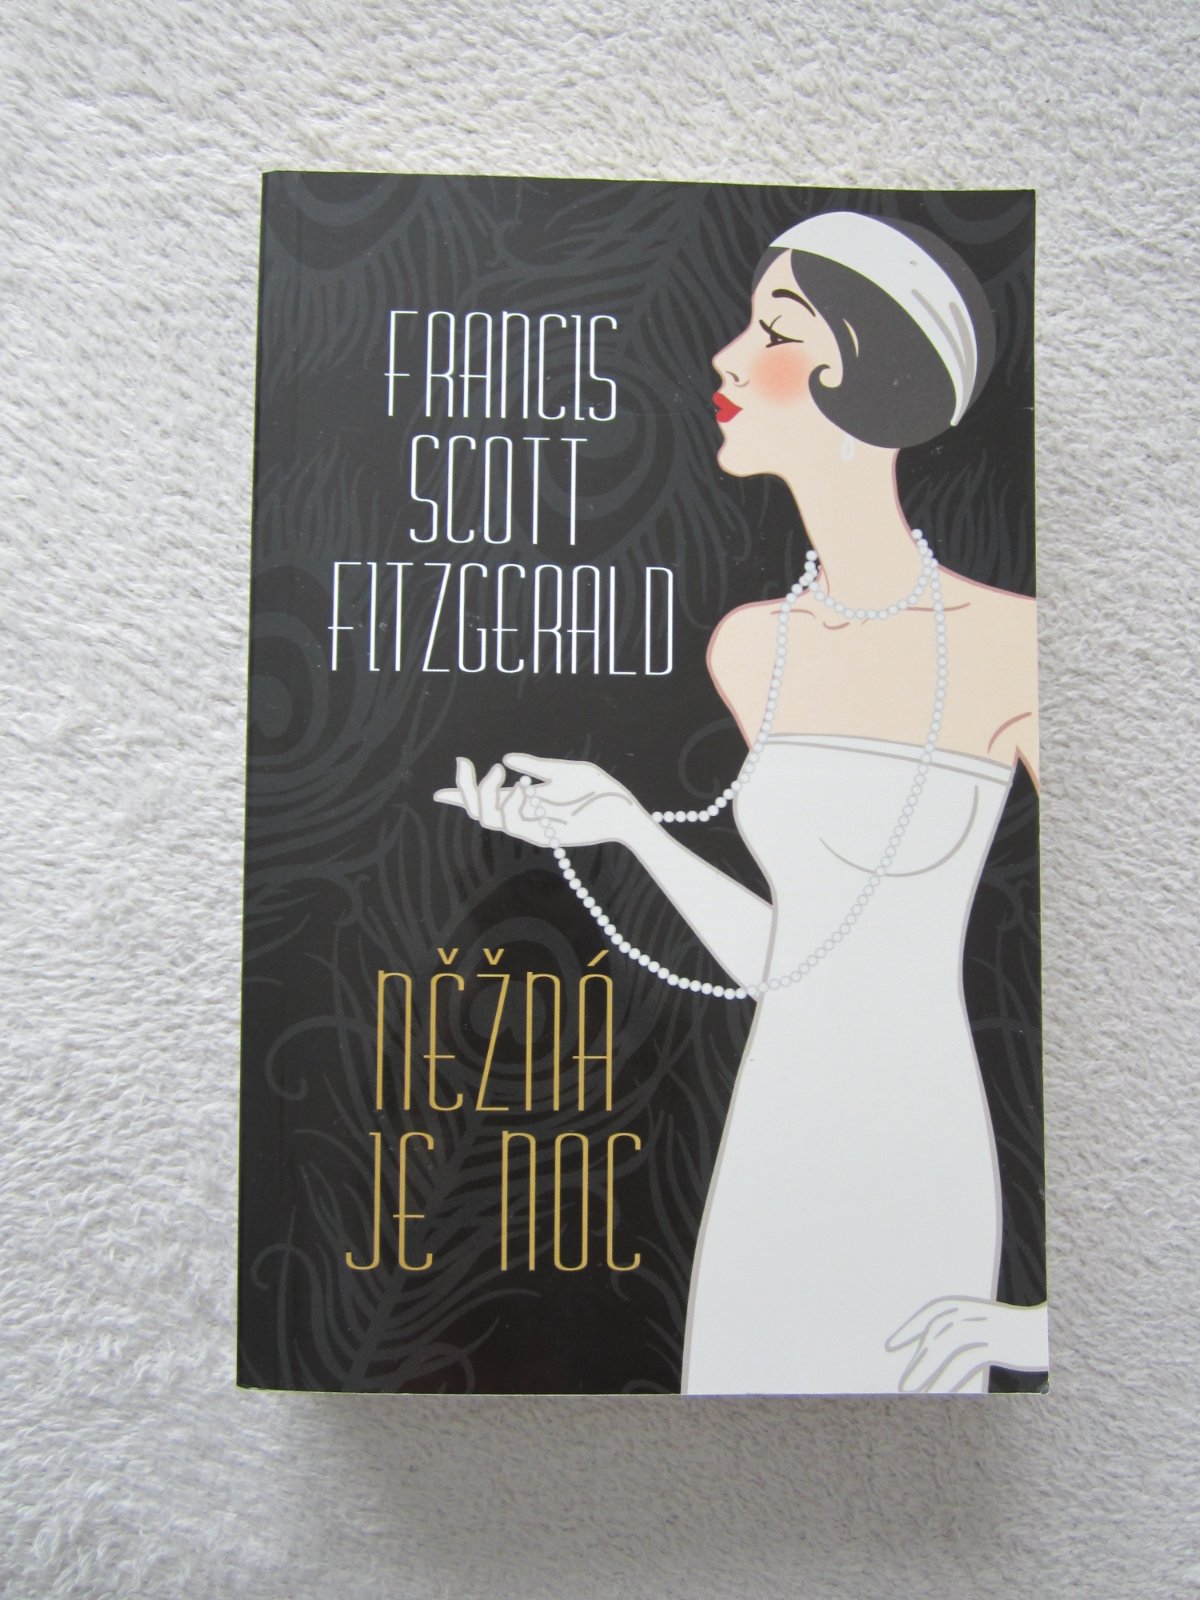 FRANCIS
SCOTT
FITZGERALD
NĚŽNÁ
JE NOC